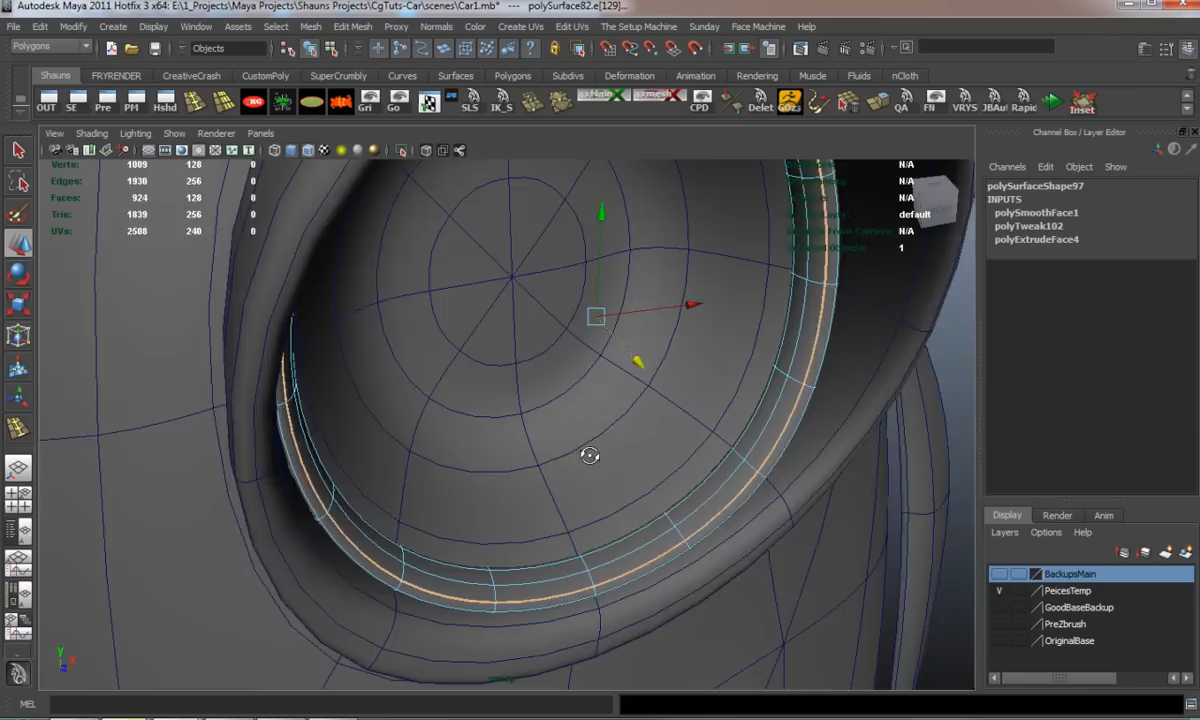 Autodesk Maya 2011 Hotfix 3 x64: E:\1_Projects\Maya Projects\Shauns Projects\CgTuts-Car\scenes\Car1.mb* --- polySurface82.e[129]...
File Edit Modify Create Display Window Assets Select Mesh Edit Mesh Proxy Normals Color Create UVs Edit UVs The Setup Machine Sunday Muscle FaceMachine Help
Polygons Objects
Shauns FRYRENDER CreativeCrash CustomPoly SuperCrumbly Curves Surfaces Polygons Subdivs Deformation Animation Rendering Muscle Fluids nCloth
OUT SE Pre PM Hshd Gri Go SLS IK_S CPD Delet GOz QA FN VRYS JBAu Rapic Inset
View Shading Lighting Show Renderer Panels
Channel Box / Layer Editor
Channels Edit Object Show
Verts: 1009 128 0 N/A
Edges: 1930 256 0 N/A
Faces: 924 128 0 N/A
Tris: 1839 256 0 default
UVs: 2508 240 0
1
polySurfaceShape97
INPUTS
polySmoothFace1
polyTweak102
polyExtrudeFace4
Display Render Anim
Layers Options Help
BackupsMain
V PeicesTemp
GoodBaseBackup
PreZbrush
OriginalBase
y
x
z
MEL